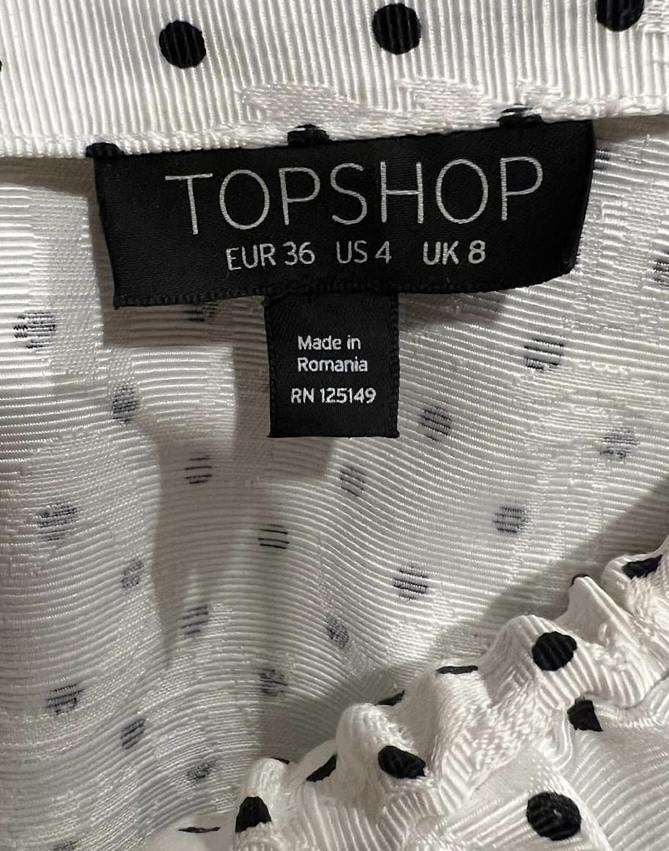 TOPSHOP
EUR 36 US 4 UK 8
Made in
Romania
RN 125149